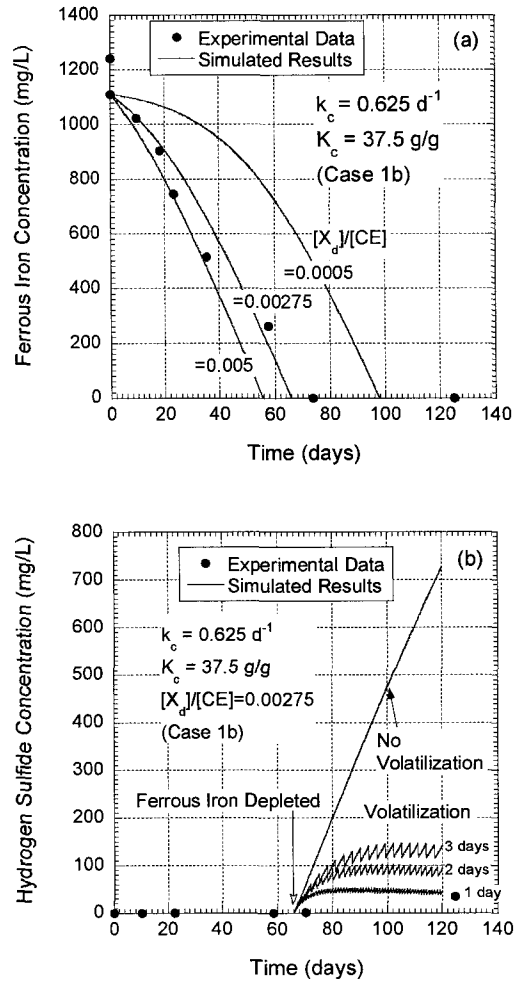 1400
1200
1000
800
600
400
200
0
Ferrous Iron Concentration (mg/L)
Experimental Data
Simulated Results
(a)
k_c = 0.625 d^-1
K_c = 37.5 g/g
(Case 1b)
[X_d]/[CE]
=0.0005
=0.00275
=0.005
0 20 40 60 80 100 120 140
Time (days)
800
700
600
500
400
300
200
100
0
Hydrogen Sulfide Concentration (mg/L)
Experimental Data
Simulated Results
(b)
k_c = 0.625 d^-1
K_c = 37.5 g/g
[X_d]/[CE]=0.00275
(Case 1b)
No
Volatilization
Ferrous Iron Depleted
Volatilization
3 days
2 days
1 day
0 20 40 60 80 100 120 140
Time (days)